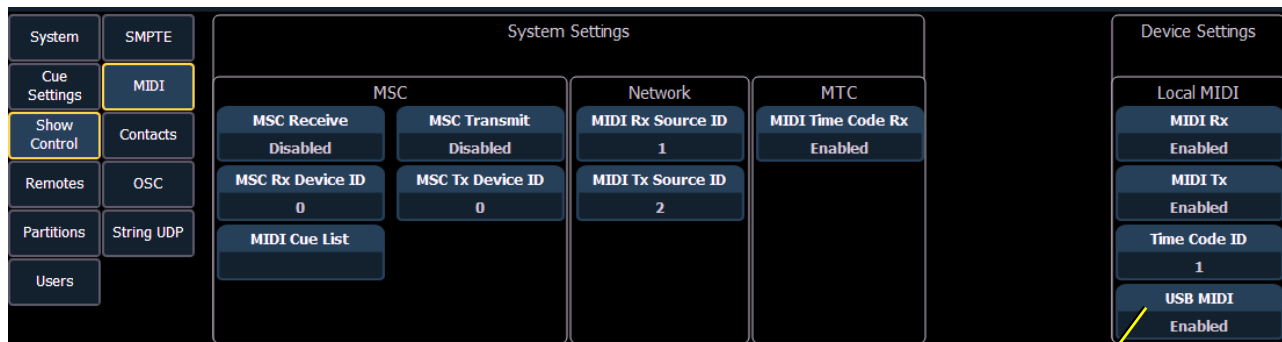 System
SMPTE
Cue
Settings
MIDI
Show
Control
Contacts
Remotes
OSC
Partitions
String UDP
Users
System Settings
MSC
Network
MTC
MSC Receive
Disabled
MSC Transmit
Disabled
MIDI Rx Source ID
1
MIDI Time Code Rx
Enabled
MSC Rx Device ID
0
MSC Tx Device ID
0
MIDI Tx Source ID
2
MIDI Cue List
Device Settings
Local MIDI
MIDI Rx
Enabled
MIDI Tx
Enabled
Time Code ID
1
USB MIDI
Enabled